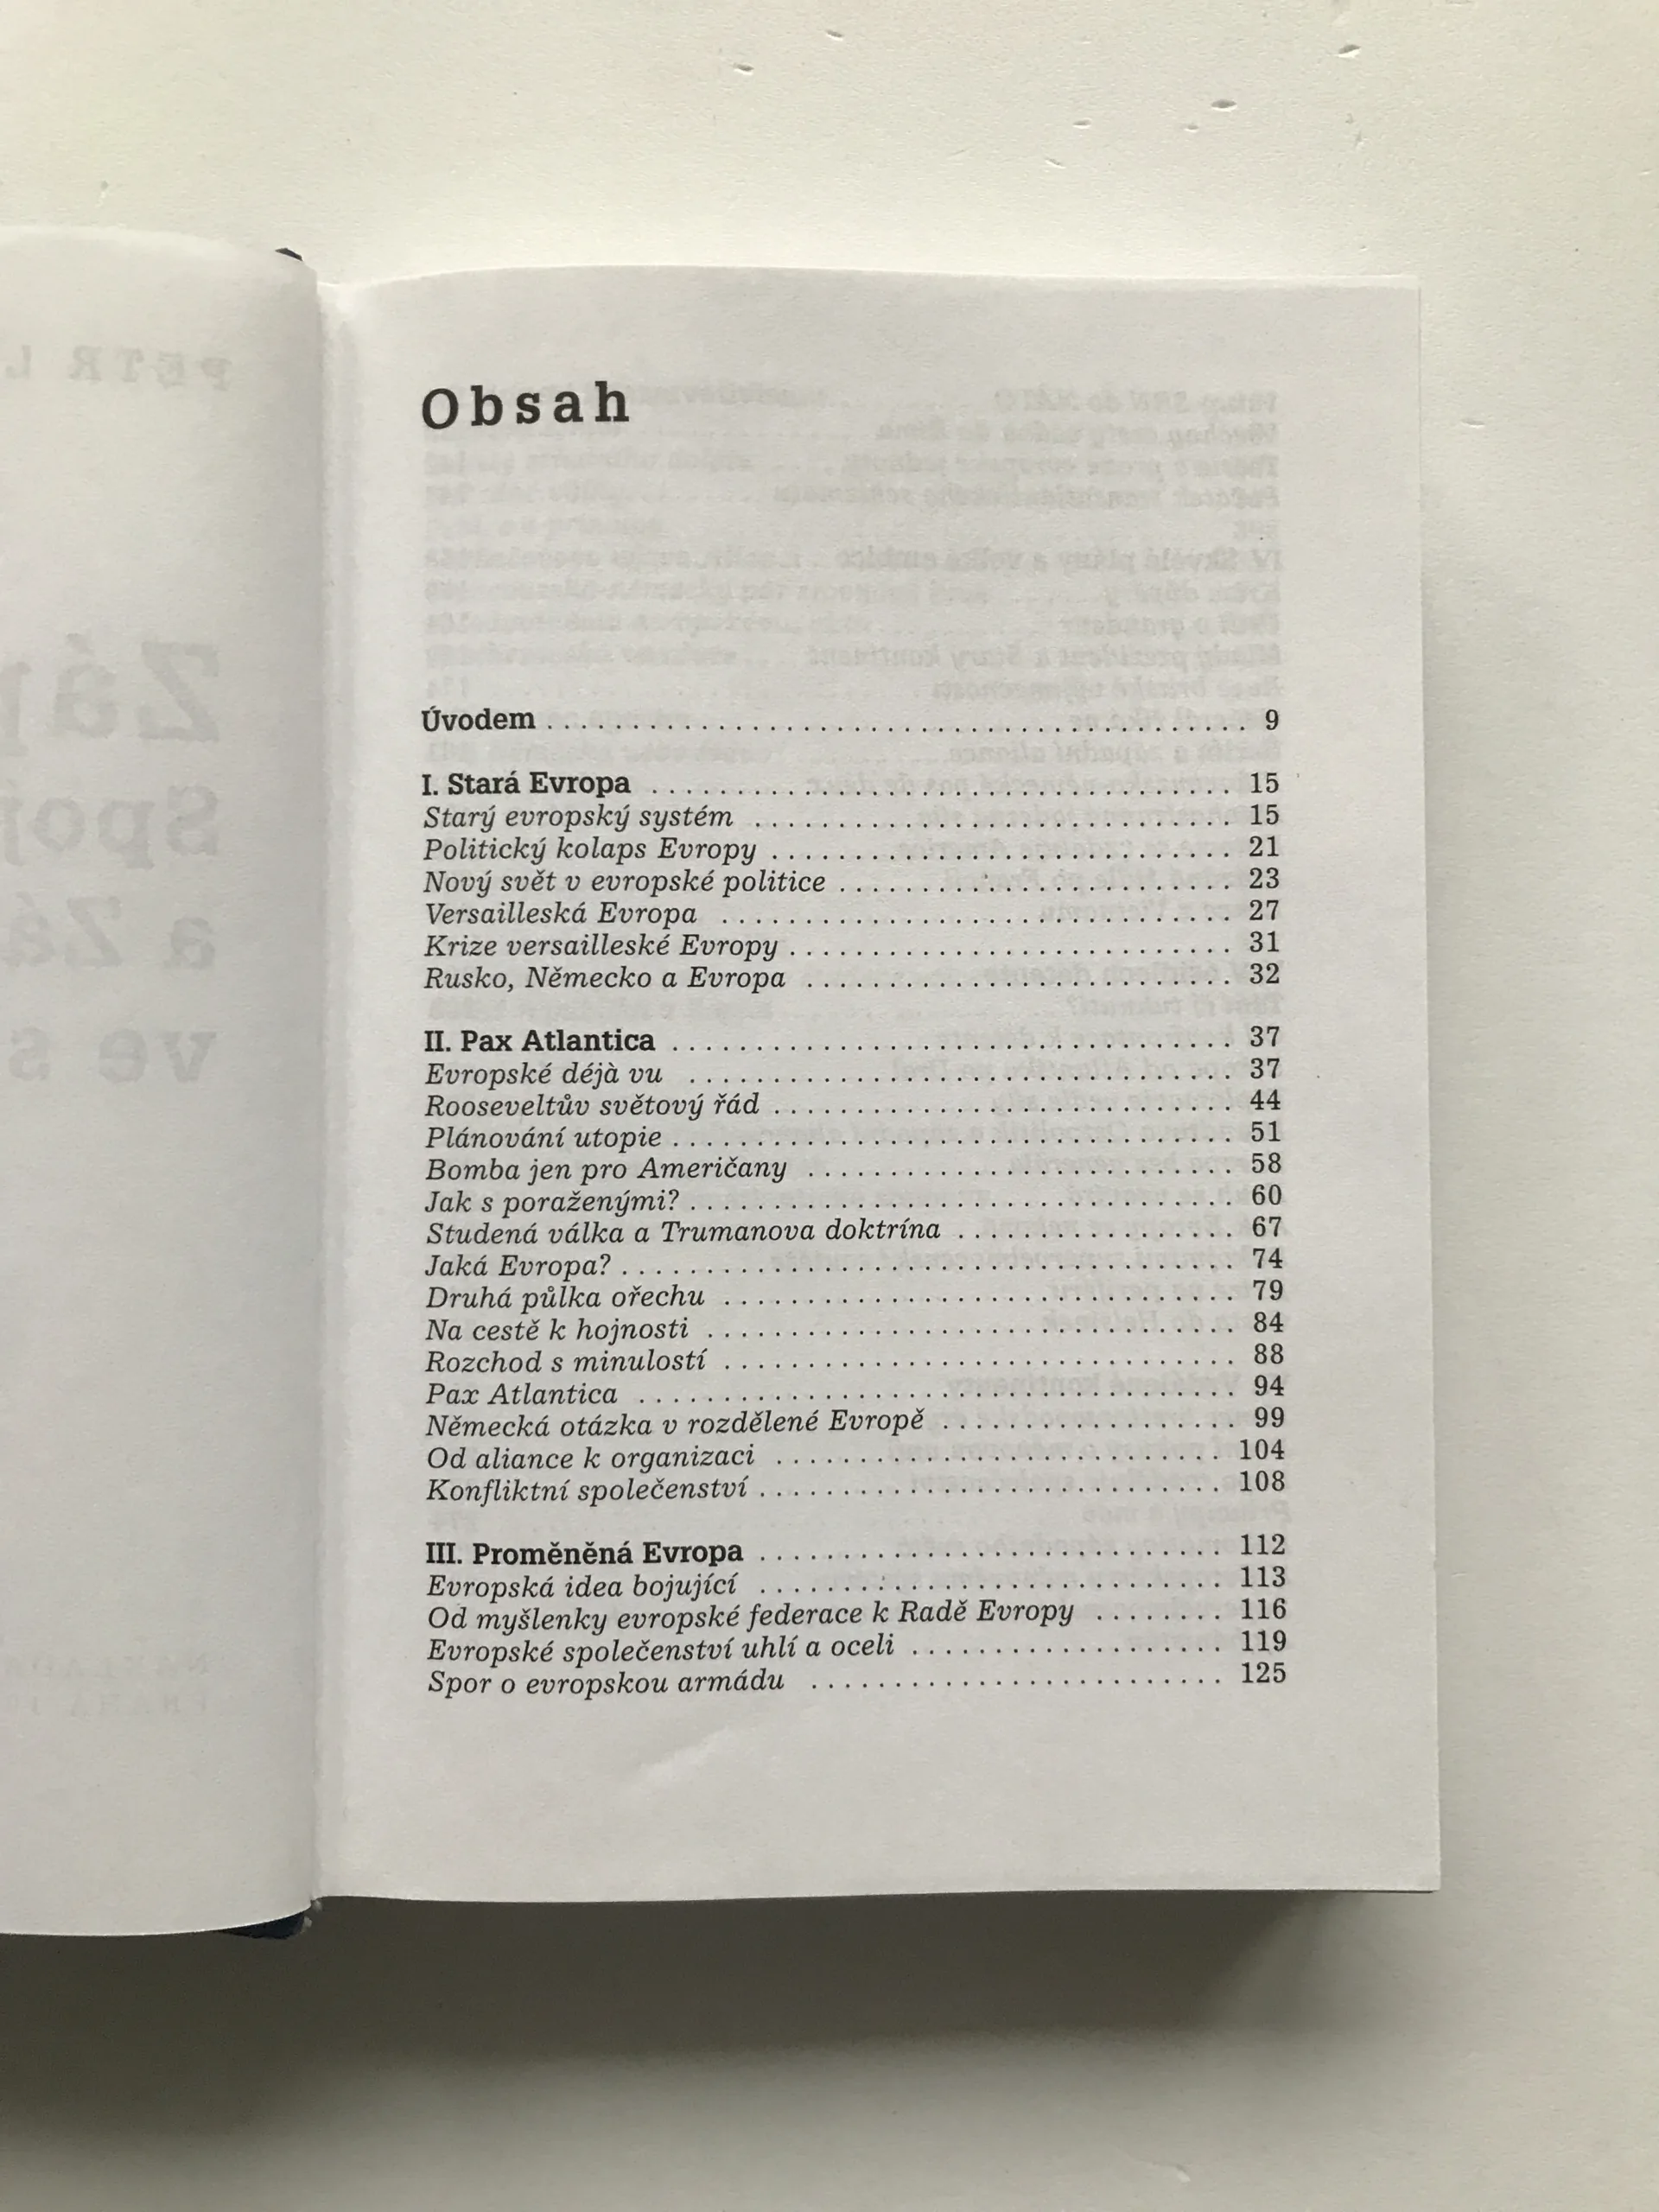 Obsah
Úvodem . . . . . . . . . . . . . . . . . . . . . . . . . . . . . . . . . . . . . . . . . 9
I. Stará Evropa . . . . . . . . . . . . . . . . . . . . . . . . . . . . . . . . . . 15
Starý evropský systém . . . . . . . . . . . . . . . . . . . . . . . . . . . . 15
Politický kolaps Evropy . . . . . . . . . . . . . . . . . . . . . . . . . . . 21
Nový svět v evropské politice . . . . . . . . . . . . . . . . . . . . . . . 23
Versailleská Evropa . . . . . . . . . . . . . . . . . . . . . . . . . . . . . . 27
Krize versailleské Evropy . . . . . . . . . . . . . . . . . . . . . . . . . . 31
Rusko, Německo a Evropa . . . . . . . . . . . . . . . . . . . . . . . . . 32
II. Pax Atlantica . . . . . . . . . . . . . . . . . . . . . . . . . . . . . . . . . 37
Evropské déjà vu . . . . . . . . . . . . . . . . . . . . . . . . . . . . . . . . 37
Rooseveltův světový řád . . . . . . . . . . . . . . . . . . . . . . . . . . . 44
Plánování utopie . . . . . . . . . . . . . . . . . . . . . . . . . . . . . . . . . 51
Bomba jen pro Američany . . . . . . . . . . . . . . . . . . . . . . . . . 58
Jak s poraženými? . . . . . . . . . . . . . . . . . . . . . . . . . . . . . . . . 60
Studená válka a Trumanova doktrína . . . . . . . . . . . . . . . . 67
Jaká Evropa? . . . . . . . . . . . . . . . . . . . . . . . . . . . . . . . . . . . . 74
Druhá půlka ořechu . . . . . . . . . . . . . . . . . . . . . . . . . . . . . . 79
Na cestě k hojnosti . . . . . . . . . . . . . . . . . . . . . . . . . . . . . . . 84
Rozchod s minulostí . . . . . . . . . . . . . . . . . . . . . . . . . . . . . . 88
Pax Atlantica . . . . . . . . . . . . . . . . . . . . . . . . . . . . . . . . . . . 94
Německá otázka v rozdělené Evropě . . . . . . . . . . . . . . . . . 99
Od aliance k organizaci . . . . . . . . . . . . . . . . . . . . . . . . . . 104
Konfliktní společenství . . . . . . . . . . . . . . . . . . . . . . . . . . . 108
III. Proměněná Evropa . . . . . . . . . . . . . . . . . . . . . . . . . . . 112
Evropská idea bojující . . . . . . . . . . . . . . . . . . . . . . . . . . . 113
Od myšlenky evropské federace k Radě Evropy . . . . . . . . 116
Evropské společenství uhlí a oceli . . . . . . . . . . . . . . . . . . . 119
Spor o evropskou armádu . . . . . . . . . . . . . . . . . . . . . . . . . 125